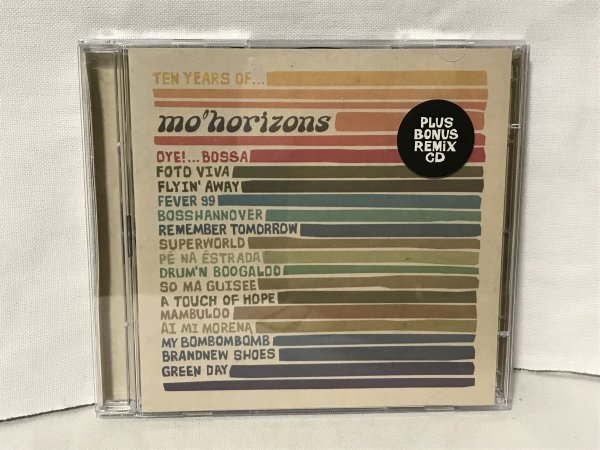 TEN YEARS OF...
mo'horizons
PLUS
BONUS
REMiX
CD
OYE!...BOSSA
FOTO VIVA
FLYIN' AWAY
FEVER 99
BOSSHANNOVER
REMEMBER TOMORROW
SUPERWORLD
PÉ NA ÉSTRADA
DRUM'N BOOGALOO
SO MA GUISEE
A TOUCH OF HOPE
MAMBULDO
AI MI MORENA
MY BOMBOMBOMB
BRANDNEW SHOES
GREEN DAY